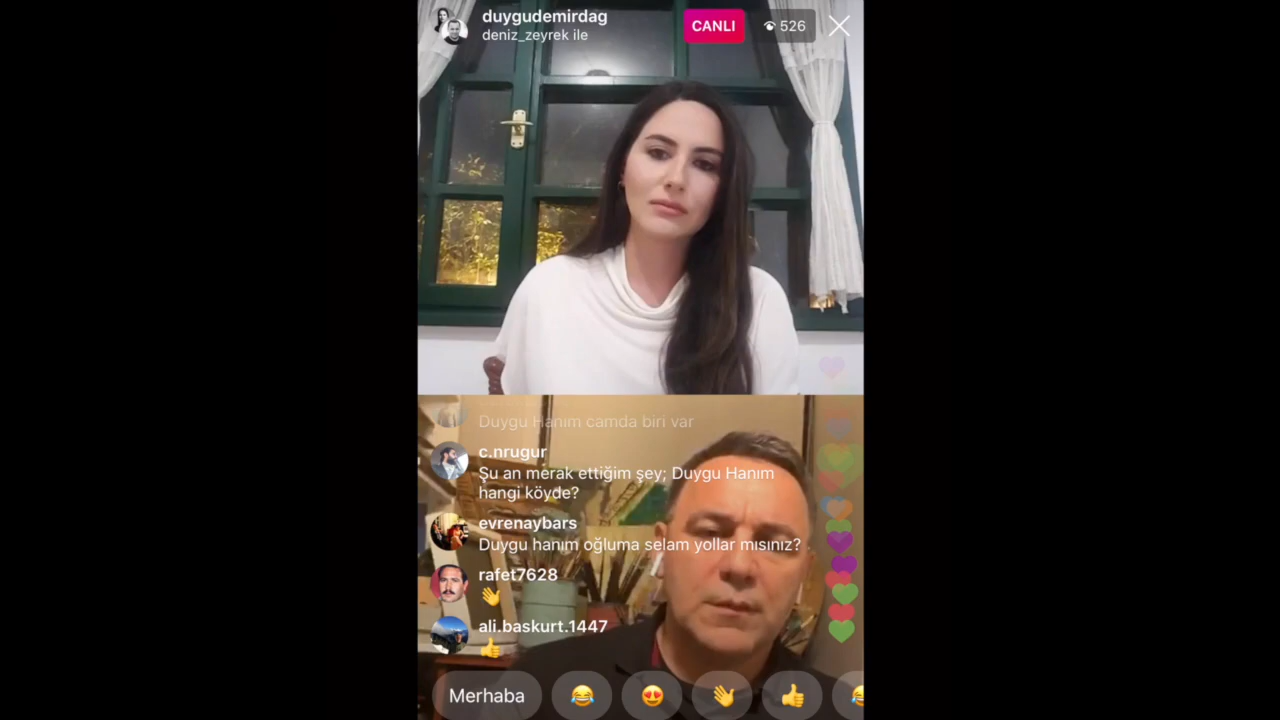 duygudemirdag
deniz_zeyrek ile
CANLI
526
Duygu Hanım camda biri var
c.nrugur
Şu an merak ettiğim şey; Duygu Hanım
hangi köyde?
evrenaybars
Duygu hanım oğluma selam yollar mısınız?
rafet7628
👋
ali.baskurt.1447
👍
Merhaba